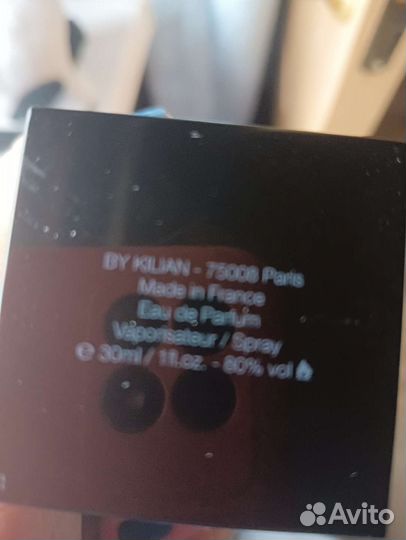 BY KILIAN - 75008 Paris
Made in France
Eau de Parfum
Vaporisateur / Spray
e 30ml / 1fl.oz. - 80% vol
Avito